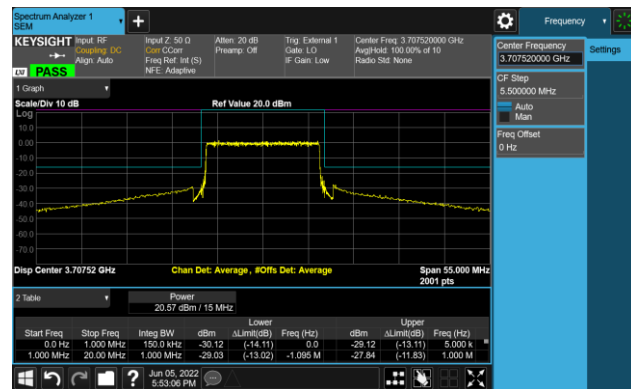 Spectrum Analyzer 1
SEM
Frequency
KEYSIGHT
Input: RF
Coupling: DC
Align: Auto
Input Z: 50 Ω
Corr CCorr
Freq Ref: Int (S)
NFE: Adaptive
Atten: 20 dB
Preamp: Off
Trig: External 1
Gate: LO
IF Gain: Low
Center Freq: 3.707520000 GHz
Avg|Hold: 100.00% of 10
Radio Std: None
LXI PASS
Center Frequency
3.707520000 GHz
Settings
CF Step
5.500000 MHz
Auto
Man
Freq Offset
0 Hz
1 Graph
Scale/Div 10 dB
Ref Value 20.0 dBm
Log
10.0
0.00
-10.0
-20.0
-30.0
-40.0
-50.0
-60.0
-70.0
Disp Center 3.70752 GHz
Chan Det: Average , #Offs Det: Average
Span 55.000 MHz
2001 pts
2 Table
Power
20.57 dBm / 15 MHz
Lower Upper
Start Freq Stop Freq Integ BW dBm ΔLimit(dB) Freq (Hz) dBm ΔLimit(dB) Freq (Hz)
0.0 Hz 1.000 MHz 150.0 kHz -30.12 (-14.11) 0.0 -29.12 (-13.11) 5.000 k
1.000 MHz 20.00 MHz 1.000 MHz -29.03 (-13.02) -1.095 M -27.84 (-11.83) 1.000 M
?
Jun 05, 2022
5:53:06 PM